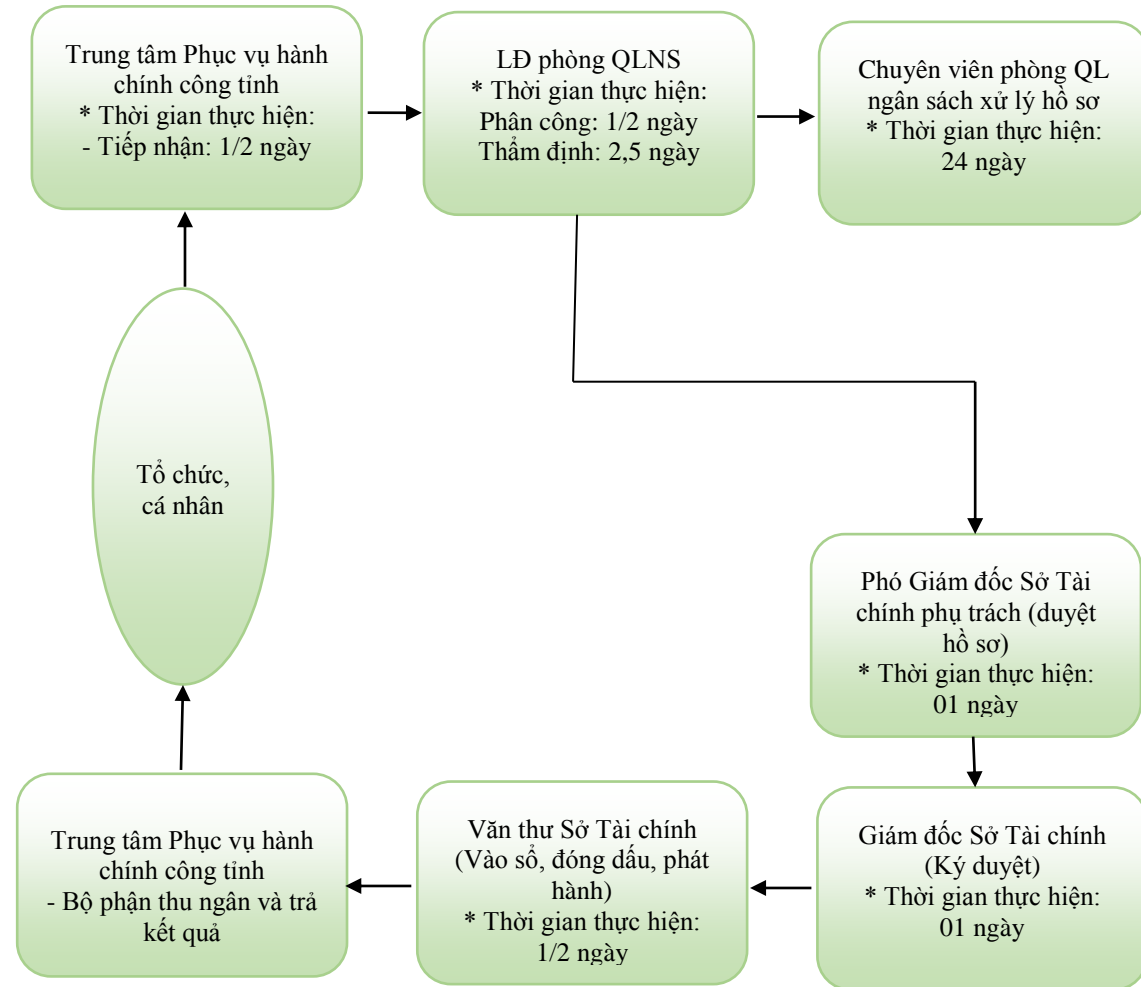 Trung tâm Phục vụ hành
chính công tỉnh
* Thời gian thực hiện:
- Tiếp nhận: 1/2 ngày
LĐ phòng QLNS
* Thời gian thực hiện:
Phân công: 1/2 ngày
Thẩm định: 2,5 ngày
Chuyên viên phòng QL
ngân sách xử lý hồ sơ
* Thời gian thực hiện:
24 ngày
Tổ chức,
cá nhân
Phó Giám đốc Sở Tài
chính phụ trách (duyệt
hồ sơ)
* Thời gian thực hiện:
01 ngày
Giám đốc Sở Tài chính
(Ký duyệt)
* Thời gian thực hiện:
01 ngày
Văn thư Sở Tài chính
(Vào sổ, đóng dấu, phát
hành)
* Thời gian thực hiện:
1/2 ngày
Trung tâm Phục vụ hành
chính công tỉnh
- Bộ phận thu ngân và trả
kết quả